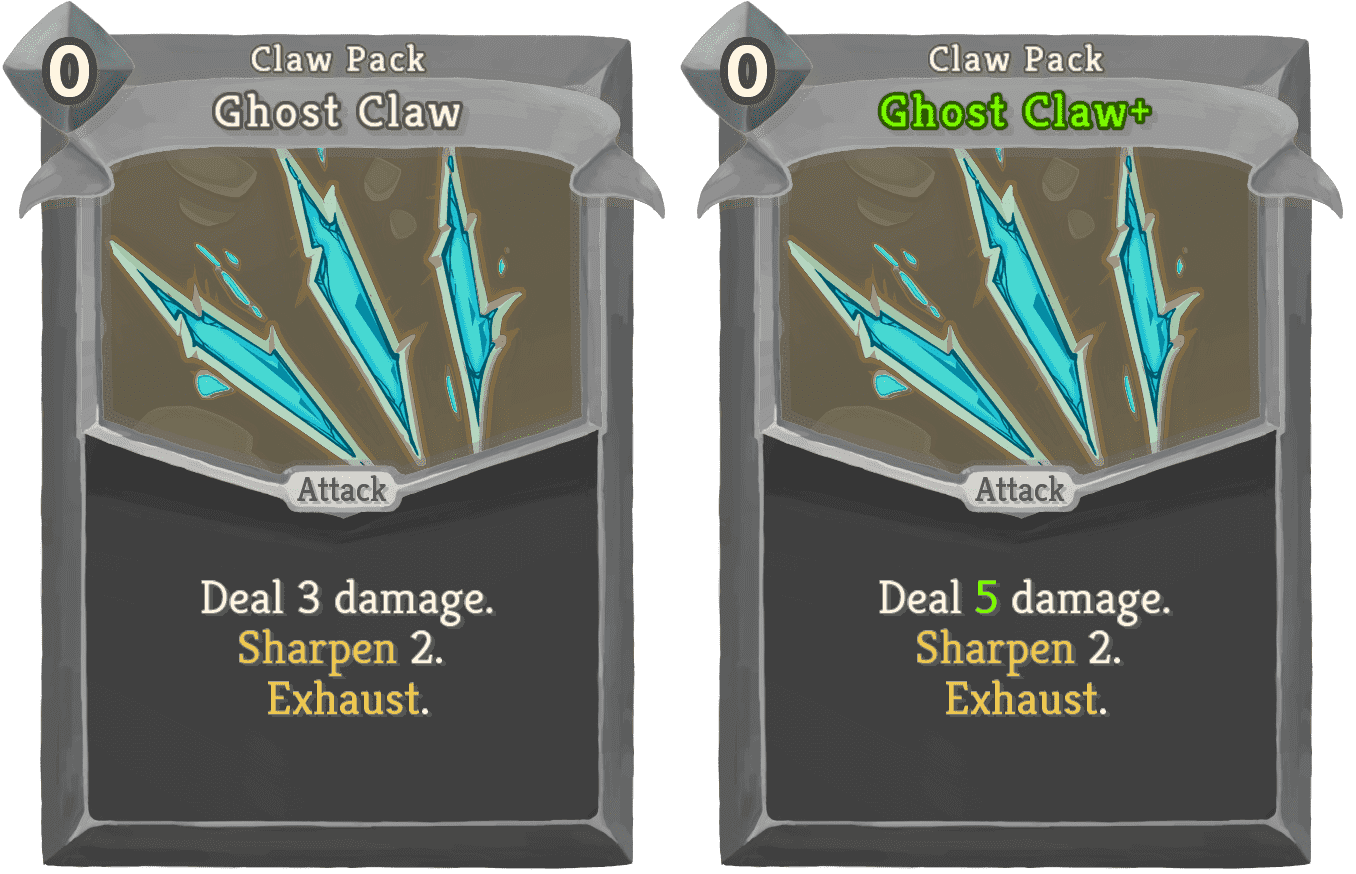 0
Claw Pack
Ghost Claw
Attack
Deal 3 damage.
Sharpen 2.
Exhaust.
0
Claw Pack
Ghost Claw+
Attack
Deal 5 damage.
Sharpen 2.
Exhaust.